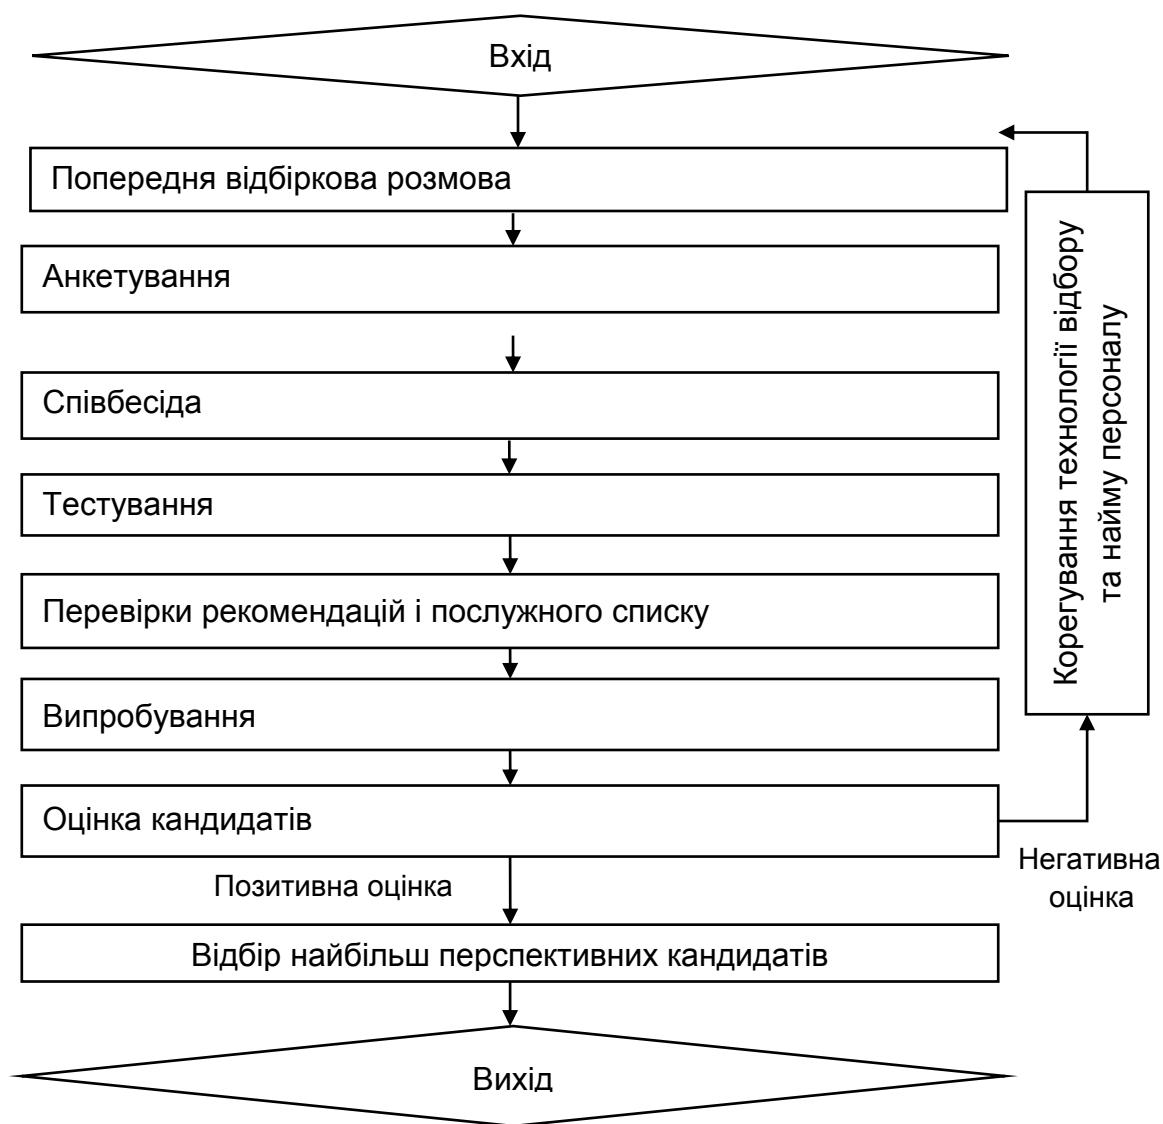 Вхід
Попередня відбіркова розмова
Анкетування
Співбесіда
Тестування
Перевірки рекомендацій і послужного списку
Випробування
Оцінка кандидатів
Позитивна оцінка
Негативна
оцінка
Відбір найбільш перспективних кандидатів
Вихід
Корегування технології відбору
та найму персоналу